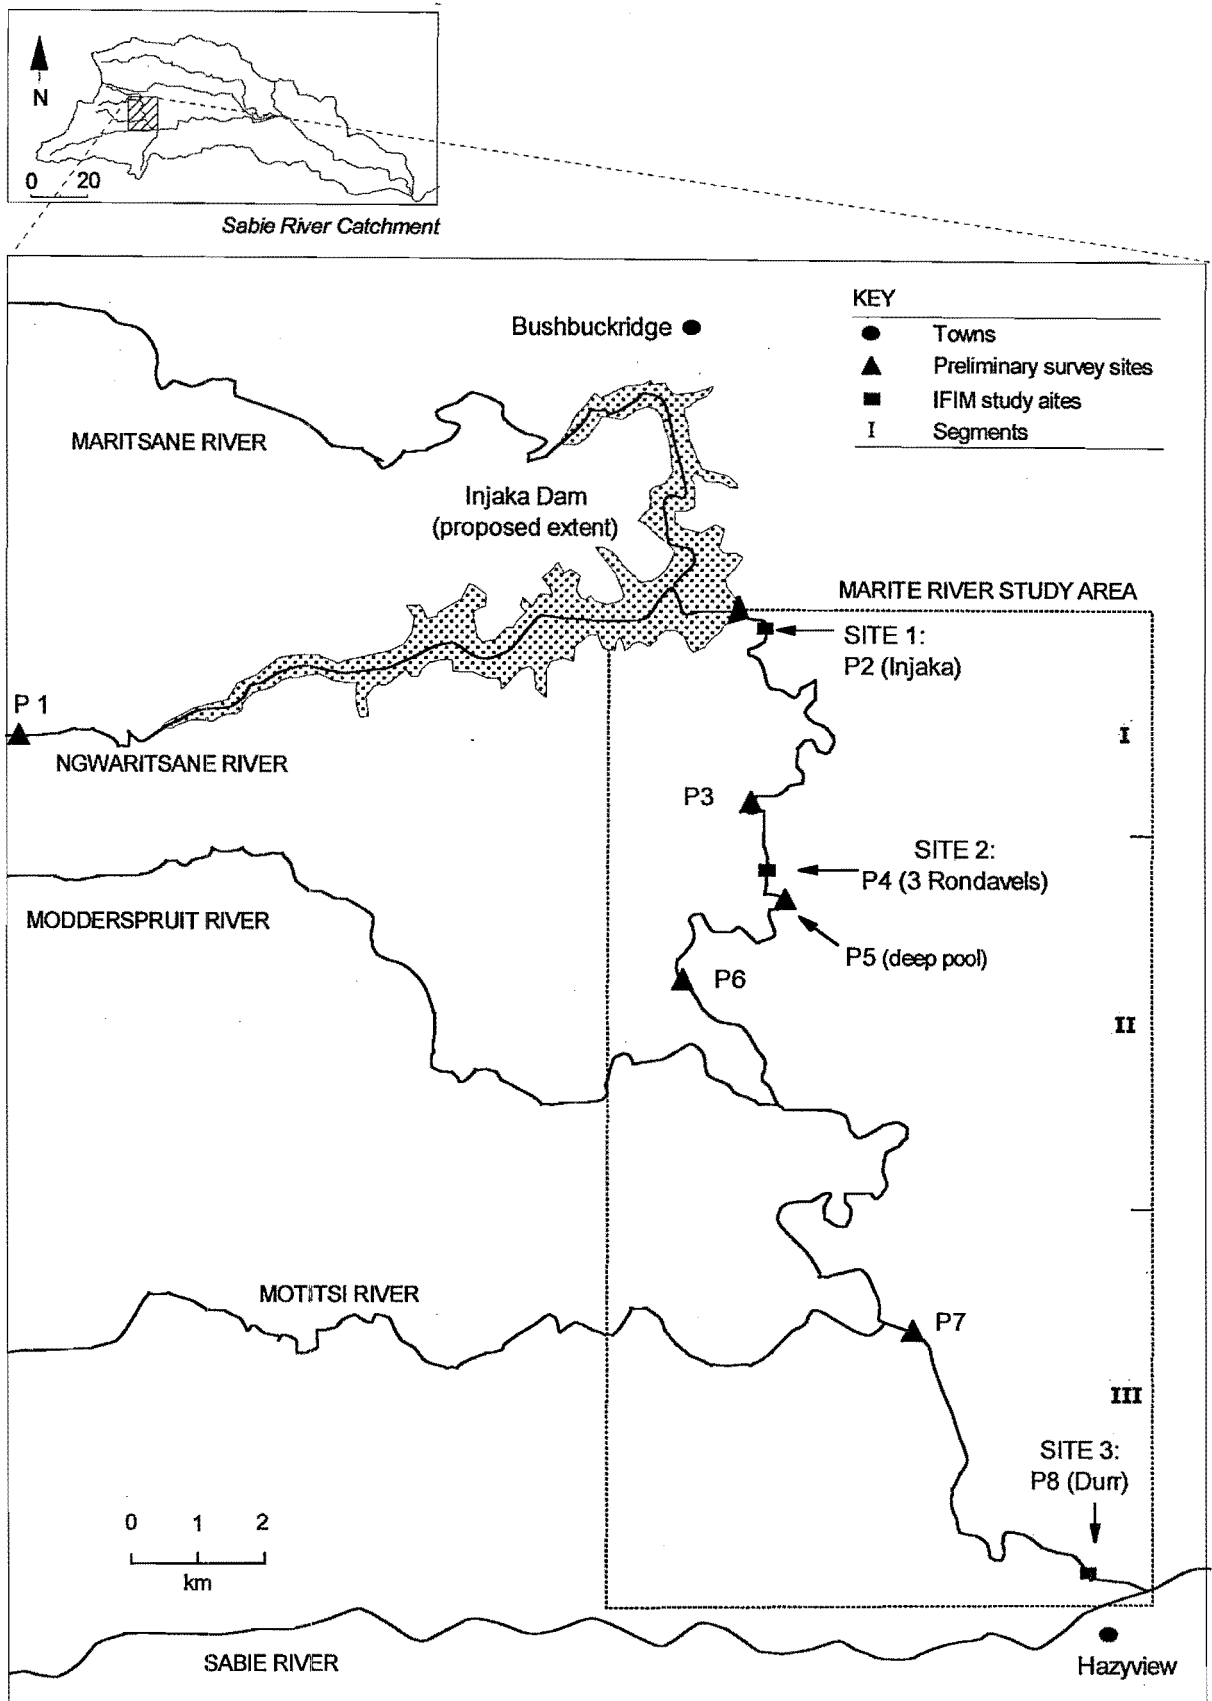 N
0 20
Sabie River Catchment
KEY
Towns
Preliminary survey sites
IFIM study aites
I Segments
Bushbuckridge
MARITSANE RIVER
Injaka Dam
(proposed extent)
MARITE RIVER STUDY AREA
SITE 1:
P2 (Injaka)
P 1
NGWARITSANE RIVER
I
P3
SITE 2:
P4 (3 Rondavels)
MODDERSPRUIT RIVER
P5 (deep pool)
P6
II
MOTITSI RIVER
P7
III
SITE 3:
P8 (Durr)
0 1 2
km
SABIE RIVER
Hazyview